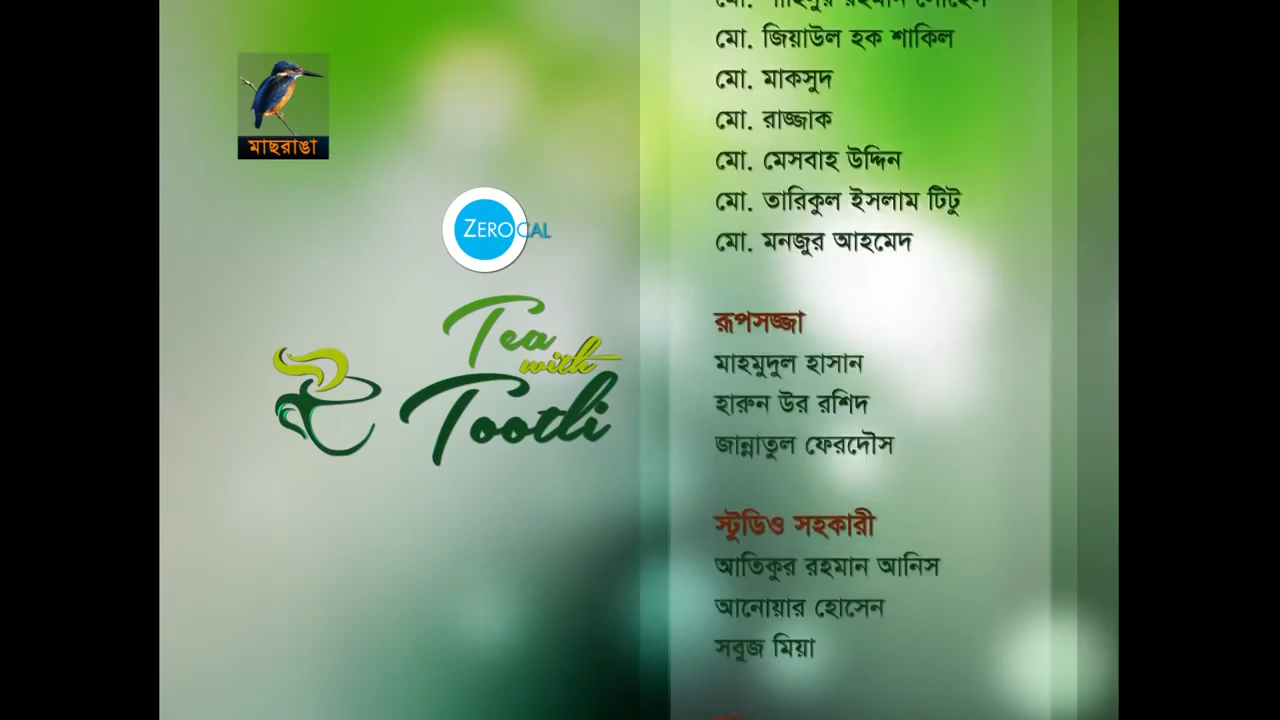 মাছরাঙা
ZEROCAL
Tea
with
Tootli
মো. জিয়াউল হক শাকিল
মো. মাকসুদ
মো. রাজ্জাক
মো. মেসবাহ উদ্দিন
মো. তারিকুল ইসলাম টিটু
মো. মনজুর আহমেদ
রূপসজ্জা
মাহমুদুল হাসান
হারুন উর রশিদ
জান্নাতুল ফেরদৌস
স্টুডিও সহকারী
আতিকুর রহমান আনিস
আনোয়ার হোসেন
সবুজ মিয়া